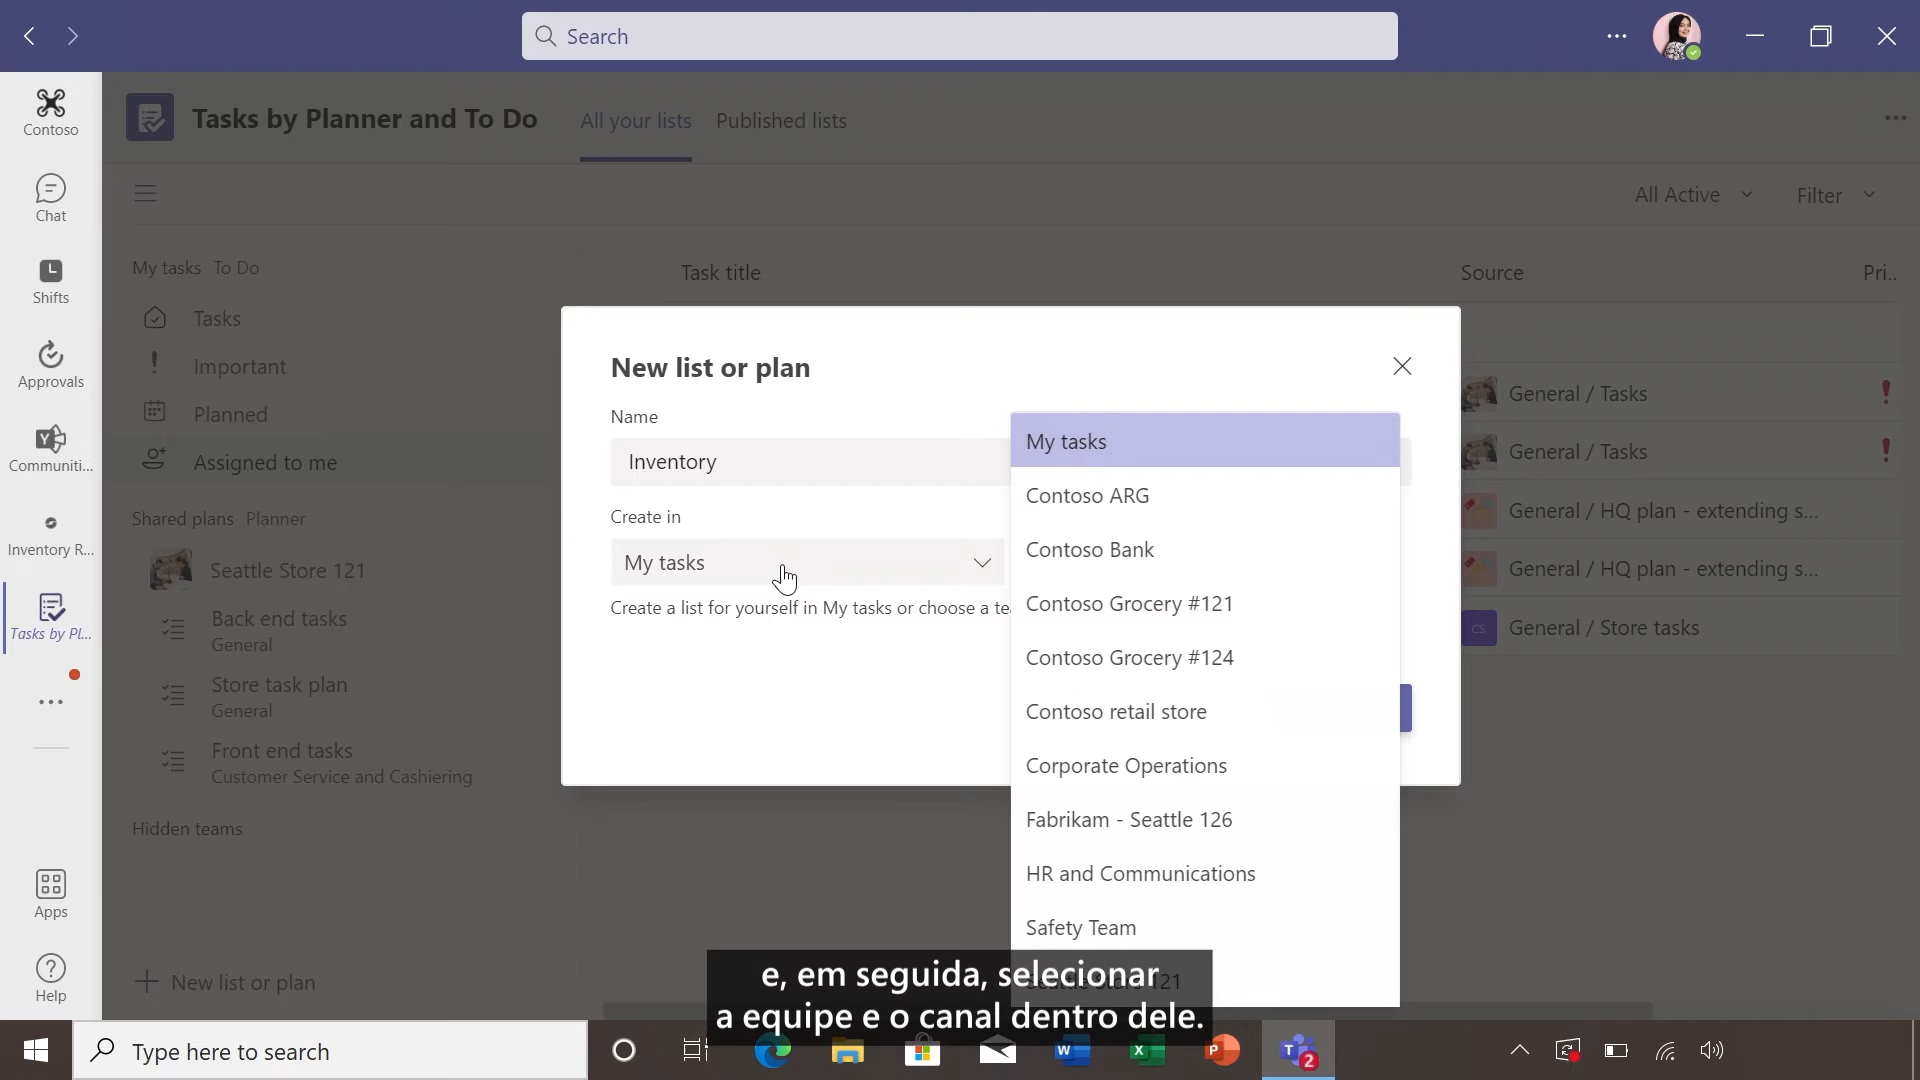 Search
Contoso
Chat
Shifts
Approvals
Communiti...
Inventory R...
Tasks by Pl...
Apps
Help
Tasks by Planner and To Do
All your lists
Published lists
All Active
Filter
My tasks To Do
Tasks
Important
Planned
Assigned to me
Shared plans Planner
Seattle Store 121
Back end tasks
General
Store task plan
General
Front end tasks
Customer Service and Cashiering
Hidden teams
New list or plan
Task title
Source
Pri..
General / Tasks
General / Tasks
General / HQ plan - extending s...
General / HQ plan - extending s...
CS
General / Store tasks
New list or plan
Name
Inventory
Create in
My tasks
Create a list for yourself in My tasks or choose a te
My tasks
Contoso ARG
Contoso Bank
Contoso Grocery #121
Contoso Grocery #124
Contoso retail store
Corporate Operations
Fabrikam - Seattle 126
HR and Communications
Safety Team
Seattle Store 121
e, em seguida, selecionar
a equipe e o canal dentro dele.
Type here to search
W
X
P
T
2